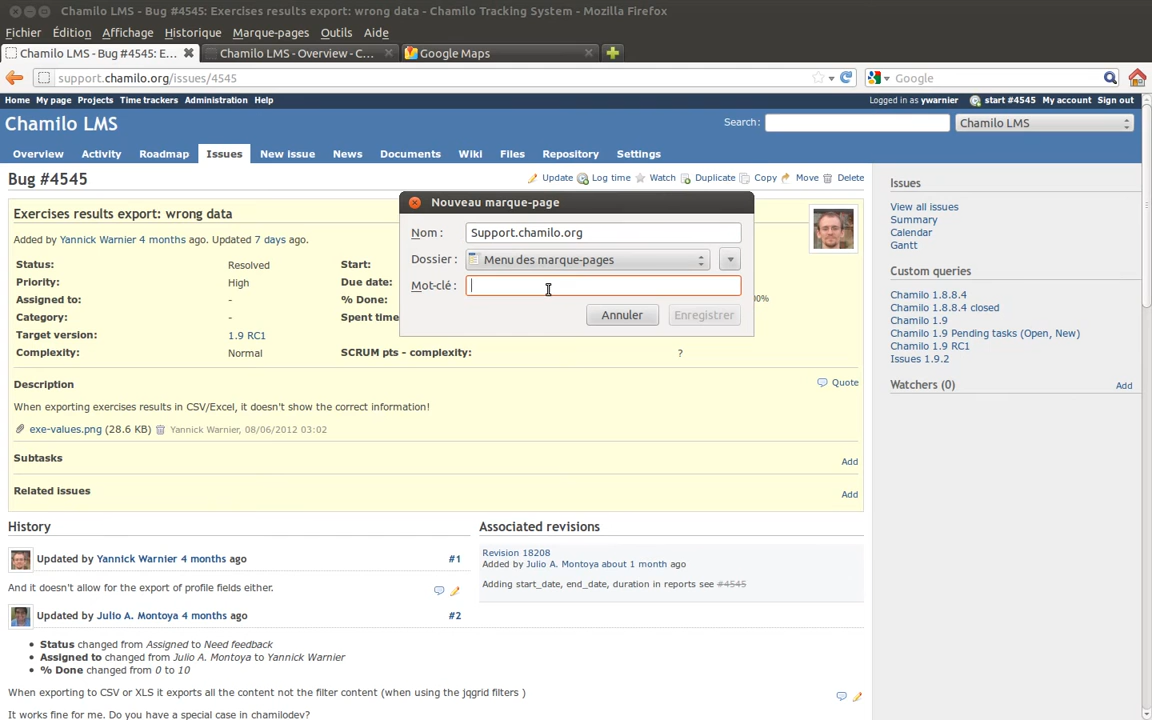 Chamilo LMS - Bug #4545: Exercises results export: wrong data - Chamilo Tracking System - Mozilla Firefox
Fichier Édition Affichage Historique Marque-pages Outils Aide
Chamilo LMS - Bug #4545: E... Chamilo LMS - Overview - C... Google Maps
support.chamilo.org/issues/4545 Google
Home My page Projects Time trackers Administration Help Logged in as ywarnier start #4545 My account Sign out
Chamilo LMS Search: Chamilo LMS
Overview Activity Roadmap Issues New issue News Documents Wiki Files Repository Settings
Bug #4545 Update Log time Watch Duplicate Copy Move Delete
Exercises results export: wrong data
Added by Yannick Warnier 4 months ago. Updated 7 days ago.
Status: Resolved Start:
Priority: High Due date:
Assigned to: - % Done: 00%
Category: - Spent time
Target version: 1.9 RC1
Complexity: Normal SCRUM pts - complexity: ?
Nouveau marque-page
Nom : Support.chamilo.org
Dossier : Menu des marque-pages
Mot-clé :
Annuler Enregistrer
Description Quote
When exporting exercises results in CSV/Excel, it doesn't show the correct information!
exe-values.png (28.6 KB) Yannick Warnier, 08/06/2012 03:02
Subtasks Add
Related issues Add
History
Updated by Yannick Warnier 4 months ago #1
And it doesn't allow for the export of profile fields either.
Updated by Julio A. Montoya 4 months ago #2
Status changed from Assigned to Need feedback
Assigned to changed from Julio A. Montoya to Yannick Warnier
% Done changed from 0 to 10
When exporting to CSV or XLS it exports all the content not the filter content (when using the jqgrid filters )
It works fine for me. Do you have a special case in chamilodev?
Associated revisions
Revision 18208
Added by Julio A. Montoya about 1 month ago
Adding start_date, end_date, duration in reports see #4545
Issues
View all issues
Summary
Calendar
Gantt
Custom queries
Chamilo 1.8.8.4
Chamilo 1.8.8.4 closed
Chamilo 1.9
Chamilo 1.9 Pending tasks (Open, New)
Chamilo 1.9 RC1
Issues 1.9.2
Watchers (0) Add